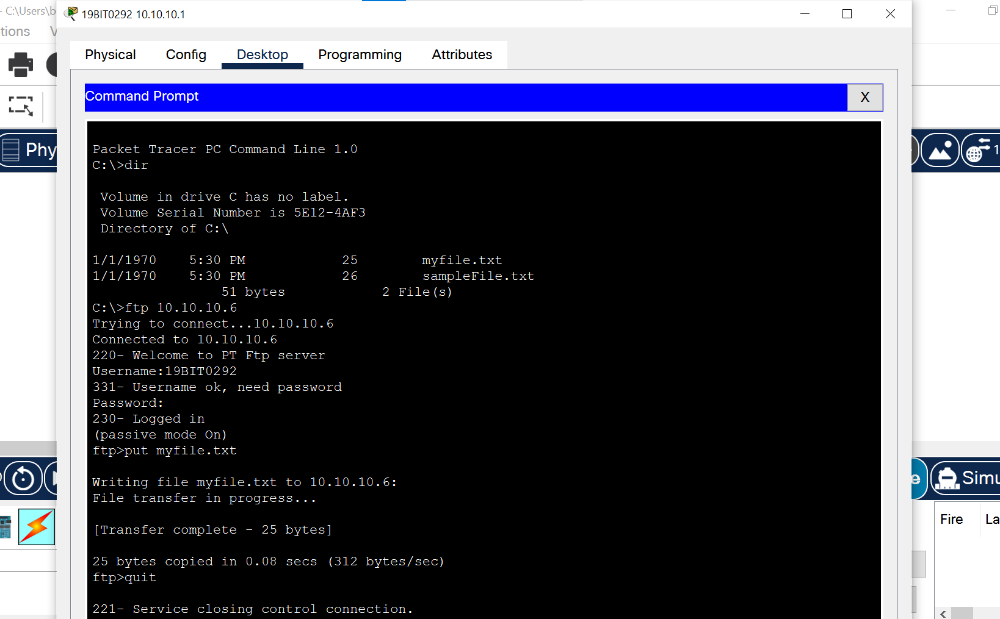 - C:\Users\b
19BIT0292 10.10.10.1
tions
Physical Config Desktop Programming Attributes
Command Prompt X
Phy
Packet Tracer PC Command Line 1.0
C:\>dir
Volume in drive C has no label.
Volume Serial Number is 5E12-4AF3
Directory of C:\
1/1/1970 5:30 PM 25 myfile.txt
1/1/1970 5:30 PM 26 sampleFile.txt
51 bytes 2 File(s)
C:\>ftp 10.10.10.6
Trying to connect...10.10.10.6
Connected to 10.10.10.6
220- Welcome to PT Ftp server
Username:19BIT0292
331- Username ok, need password
Password:
230- Logged in
(passive mode On)
ftp>put myfile.txt
Writing file myfile.txt to 10.10.10.6:
File transfer in progress...
[Transfer complete - 25 bytes]
25 bytes copied in 0.08 secs (312 bytes/sec)
ftp>quit
221- Service closing control connection.
e Simu
Fire La